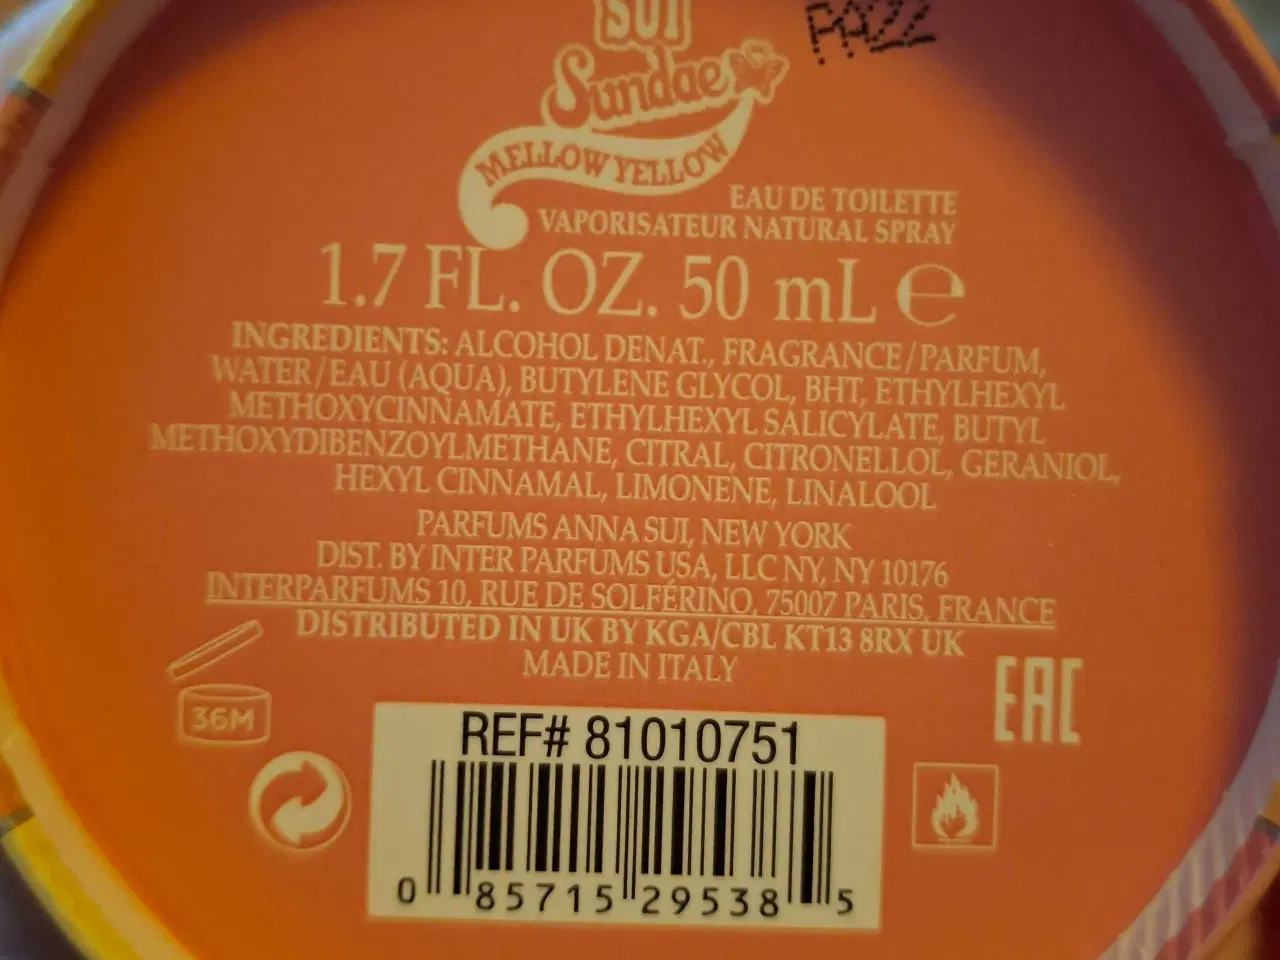 SUI
Sundae
MELLOW YELLOW
EAU DE TOILETTE
VAPORISATEUR NATURAL SPRAY
1.7 FL. OZ. 50 mL ℮
INGREDIENTS: ALCOHOL DENAT., FRAGRANCE/PARFUM,
WATER/EAU (AQUA), BUTYLENE GLYCOL, BHT, ETHYLHEXYL
METHOXYCINNAMATE, ETHYLHEXYL SALICYLATE, BUTYL
METHOXYDIBENZOYLMETHANE, CITRAL, CITRONELLOL, GERANIOL,
HEXYL CINNAMAL, LIMONENE, LINALOOL
PARFUMS ANNA SUI, NEW YORK
DIST. BY INTER PARFUMS USA, LLC NY, NY 10176
INTERPARFUMS 10, RUE DE SOLFÉRINO, 75007 PARIS, FRANCE
DISTRIBUTED IN UK BY KGA/CBL KT13 8RX UK
MADE IN ITALY
EAC
36M
REF# 81010751
0 85715 29538 5